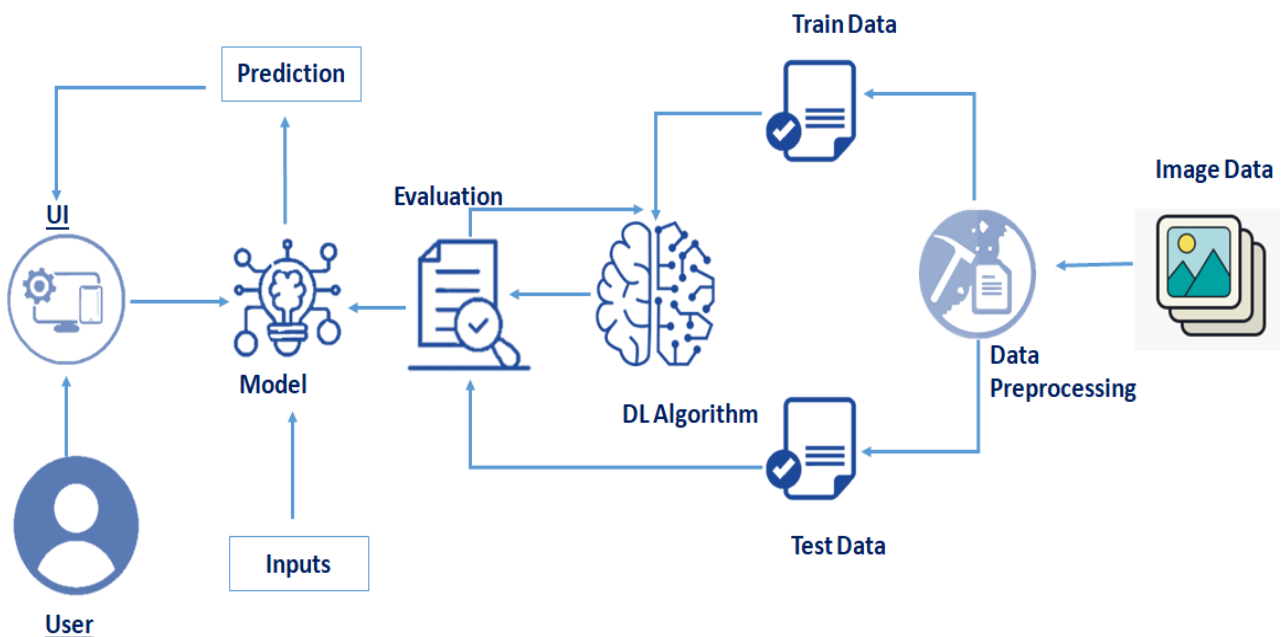 Train Data
Prediction
Image Data
Evaluation
UI
Data
Preprocessing
Model
DL Algorithm
Test Data
Inputs
User